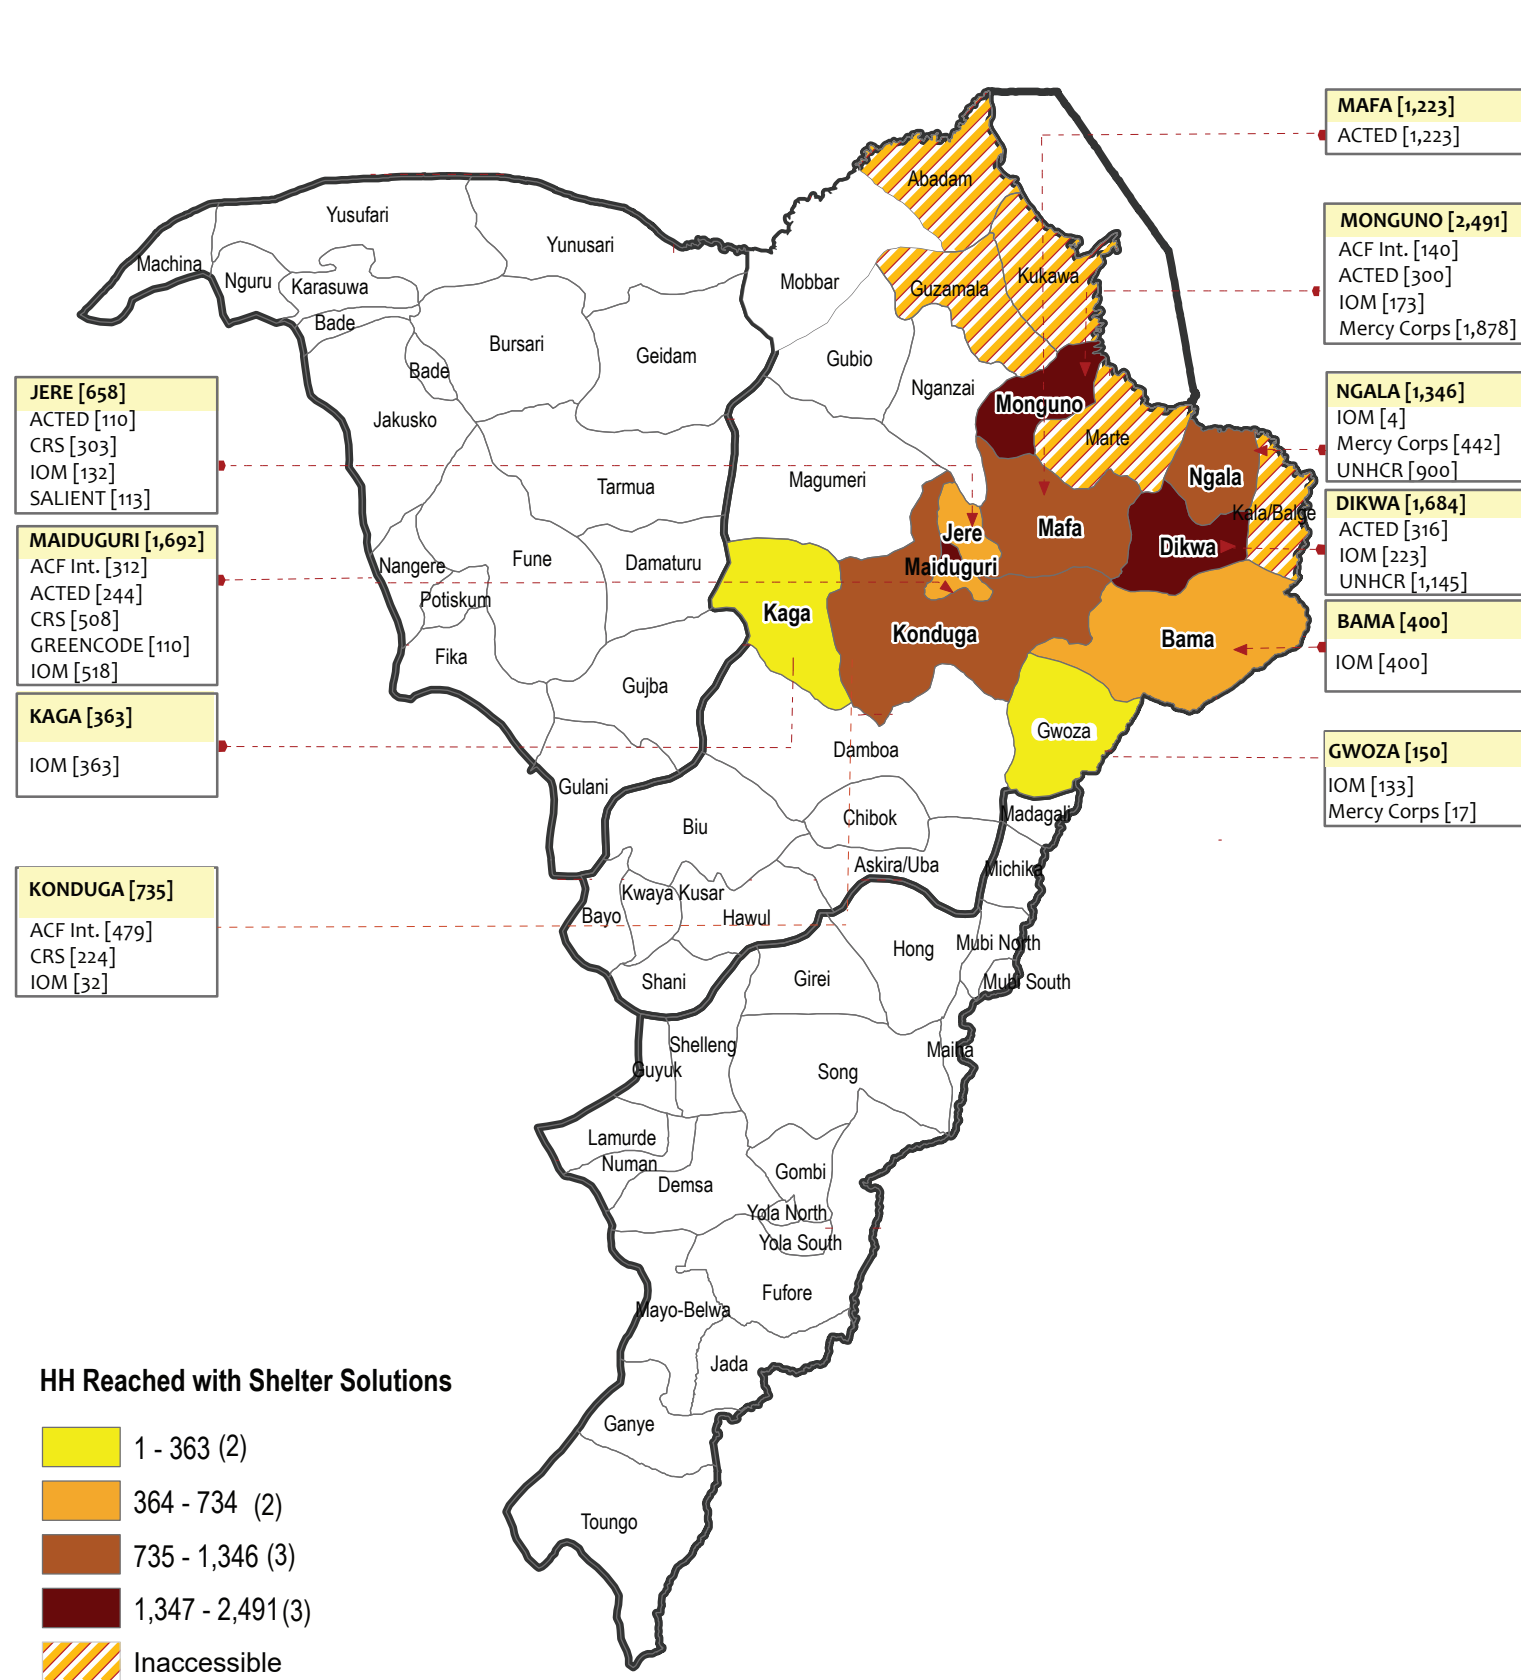 MAFA [1,223]
ACTED [1,223]
MONGUNO [2,491]
ACF Int. [140]
ACTED [300]
IOM [173]
Mercy Corps [1,878]
NGALA [1,346]
IOM [4]
Mercy Corps [442]
UNHCR [900]
DIKWA [1,684]
ACTED [316]
IOM [223]
UNHCR [1,145]
BAMA [400]
IOM [400]
GWOZA [150]
IOM [133]
Mercy Corps [17]
JERE [658]
ACTED [110]
CRS [303]
IOM [132]
SALIENT [113]
MAIDUGURI [1,692]
ACF Int. [312]
ACTED [244]
CRS [508]
GREENCODE [110]
IOM [518]
KAGA [363]
IOM [363]
KONDUGA [735]
ACF Int. [479]
CRS [224]
IOM [32]
Abadam
Yusufari
Yunusari
Machina
Nguru
Karasuwa
Mobbar
Guzamala
Kukawa
Bade
Bursari
Geidam
Gubio
Bade
Nganzai
Monguno
Jakusko
Marte
Ngala
Tarmua
Magumeri
Kala/Balge
Jere
Mafa
Dikwa
Nangere
Fune
Damaturu
Maiduguri
Potiskum
Kaga
Konduga
Bama
Fika
Gujba
Gwoza
Damboa
Gulani
Biu
Chibok
Madagali
Askira/Uba
Michika
Kwaya Kusar
Bayo
Hawul
Hong
Mubi North
Shani
Girei
Mubi South
Shelleng
Maiha
Guyuk
Song
Lamurde
Numan
Demsa
Gombi
Yola North
Yola South
Fufore
Mayo-Belwa
Jada
Ganye
Toungo
HH Reached with Shelter Solutions
1 - 363 (2)
364 - 734 (2)
735 - 1,346 (3)
1,347 - 2,491 (3)
Inaccessible